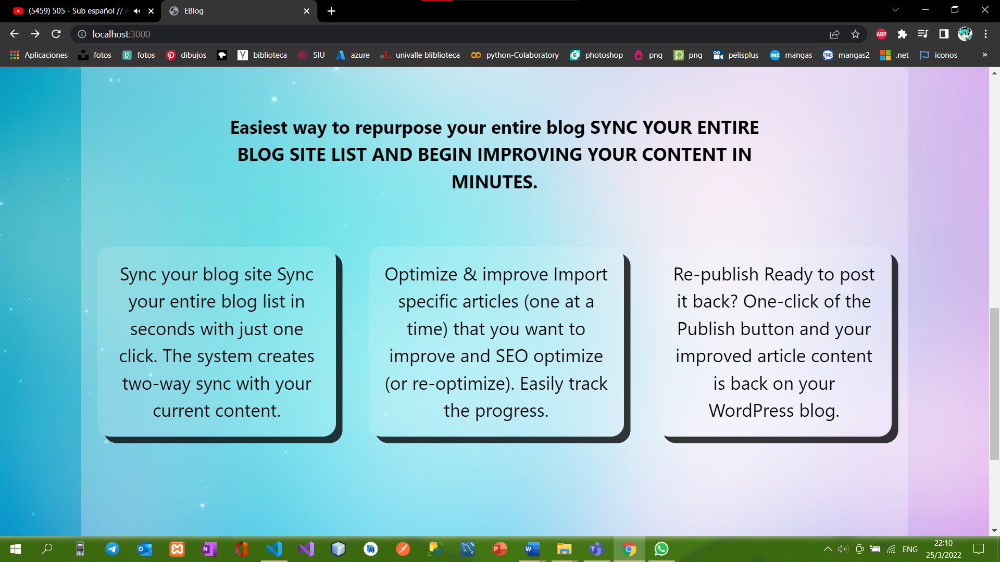 (5459) 505 - Sub español //
EBlog
localhost:3000
ABP
Aplicaciones
fotos
fotos
dibujos
biblioteca
SIU
azure
univalle bliblioteca
python-Colaboratory
photoshop
png
png
pelisplus
mangas
mangas2
.net
iconos
»
Easiest way to repurpose your entire blog SYNC YOUR ENTIRE
BLOG SITE LIST AND BEGIN IMPROVING YOUR CONTENT IN
MINUTES.
Sync your blog site Sync
your entire blog list in
seconds with just one
click. The system creates
two-way sync with your
current content.
Optimize & improve Import
specific articles (one at a
time) that you want to
improve and SEO optimize
(or re-optimize). Easily track
the progress.
Re-publish Ready to post
it back? One-click of the
Publish button and your
improved article content
is back on your
WordPress blog.
ENG
22:10
25/3/2022